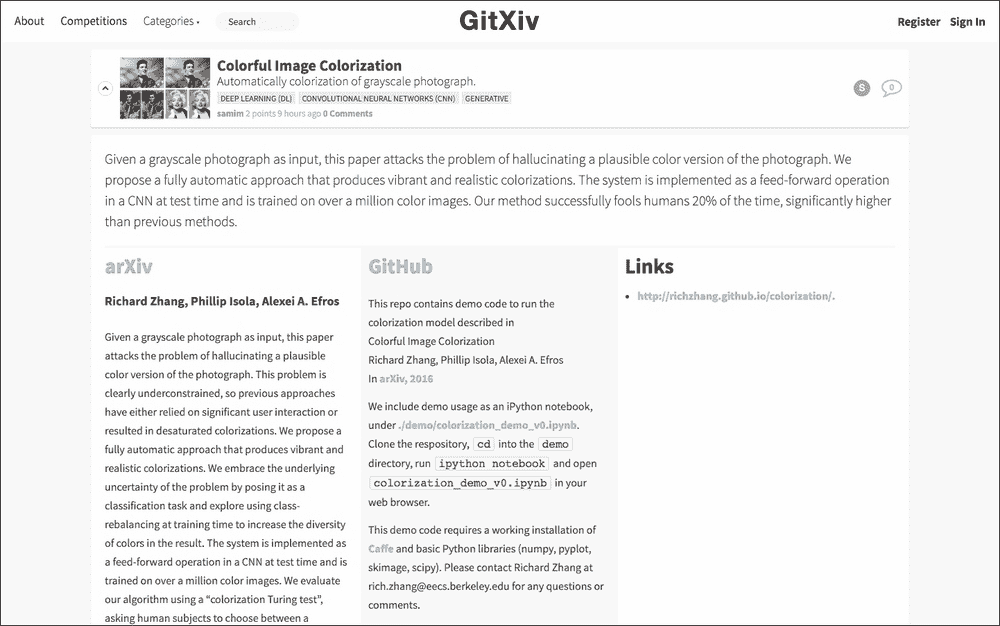 About Competitions Categories Search GitXiv Register Sign In
Colorful Image Colorization
Automatically colorization of grayscale photograph.
DEEP LEARNING (DL) CONVOLUTIONAL NEURAL NETWORKS (CNN) GENERATIVE
samim 2 points 9 hours ago 0 Comments
S 0
Given a grayscale photograph as input, this paper attacks the problem of hallucinating a plausible color version of the photograph. We
propose a fully automatic approach that produces vibrant and realistic colorizations. The system is implemented as a feed-forward operation
in a CNN at test time and is trained on over a million color images. Our method successfully fools humans 20% of the time, significantly higher
than previous methods.
arXiv
Richard Zhang, Phillip Isola, Alexei A. Efros
Given a grayscale photograph as input, this paper
attacks the problem of hallucinating a plausible
color version of the photograph. This problem is
clearly underconstrained, so previous approaches
have either relied on significant user interaction or
resulted in desaturated colorizations. We propose a
fully automatic approach that produces vibrant and
realistic colorizations. We embrace the underlying
uncertainty of the problem by posing it as a
classification task and explore using class-
rebalancing at training time to increase the diversity
of colors in the result. The system is implemented as
a feed-forward operation in a CNN at test time and is
trained on over a million color images. We evaluate
our algorithm using a “colorization Turing test”,
asking human subjects to choose between a
GitHub
This repo contains demo code to run the
colorization model described in
Colorful Image Colorization
Richard Zhang, Phillip Isola, Alexei A. Efros
In arXiv, 2016
We include demo usage as an iPython notebook,
under ./demo/colorization_demo_v0.ipynb.
Clone the respository, cd into the demo
directory, run ipython notebook and open
colorization_demo_v0.ipynb in your
web browser.
This demo code requires a working installation of
Caffe and basic Python libraries (numpy, pyplot,
skimage, scipy). Please contact Richard Zhang at
rich.zhang@eecs.berkeley.edu for any questions or
comments.
Links
• http://richzhang.github.io/colorization/.